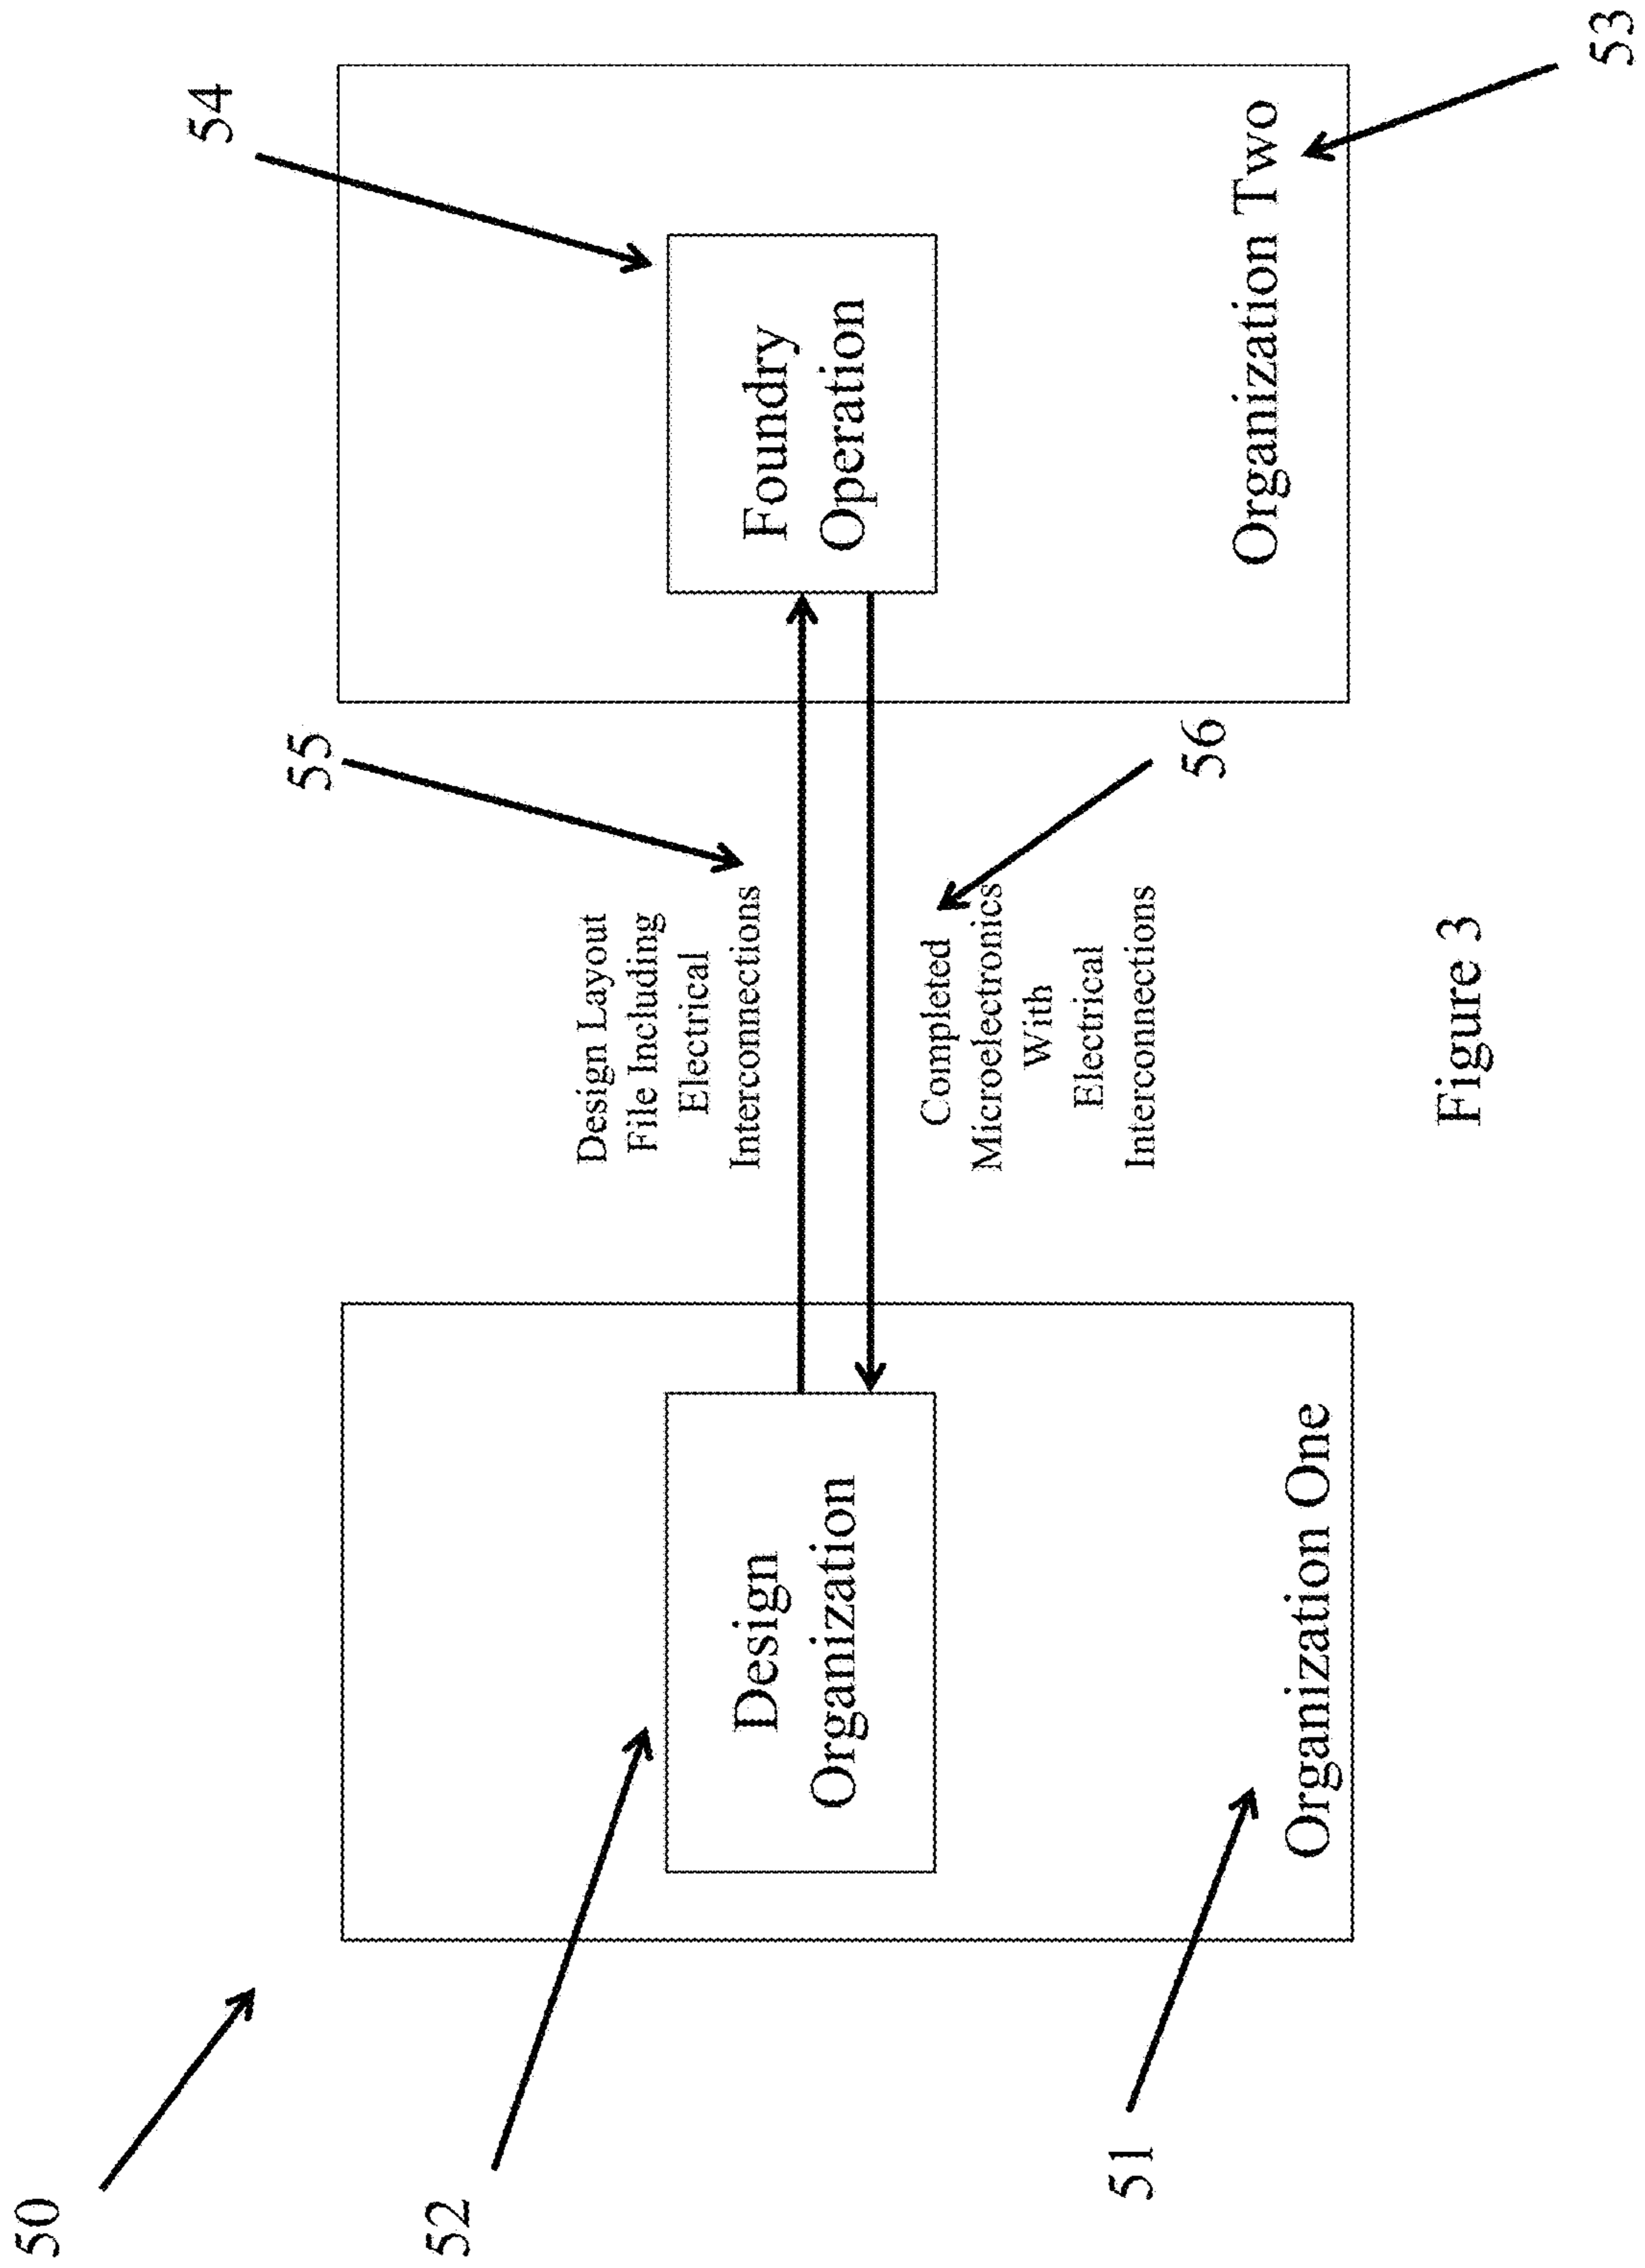 50
52
51
Design
Organization
Organization One
55
Design Layout
File Including
Electrical
Interconnections
Completed
Microelectronics
With
Electrical
Interconnections
56
54
Foundry
Operation
Organization Two
53
Figure 3